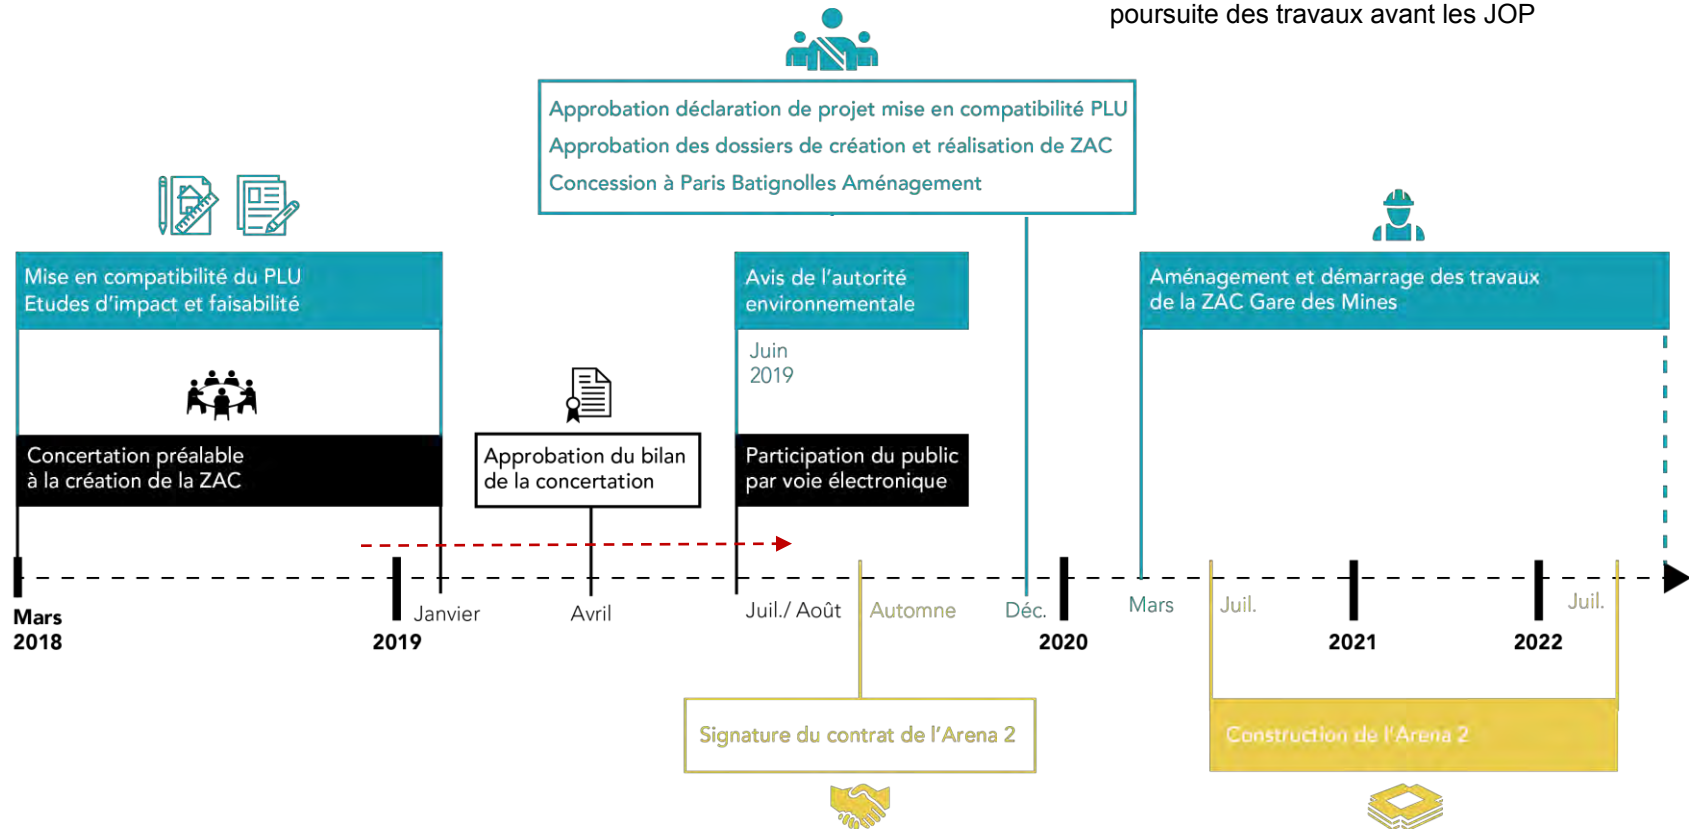 poursuite des travaux avant les JOP
Approbation déclaration de projet mise en compatibilité PLU
Approbation des dossiers de création et réalisation de ZAC
Concession à Paris Batignolles Aménagement
Mise en compatibilité du PLU
Etudes d'impact et faisabilité
Avis de l'autorité
environnementale
Juin
2019
Aménagement et démarrage des travaux
de la ZAC Gare des Mines
Concertation préalable
à la création de la ZAC
Approbation du bilan
de la concertation
Participation du public
par voie électronique
Mars
2018
2019
Janvier
Avril
Juil./ Août
Automne
Déc.
2020
Mars
Juil.
2021
2022
Juil.
Signature du contrat de l'Arena 2
Construction de l'Arena 2